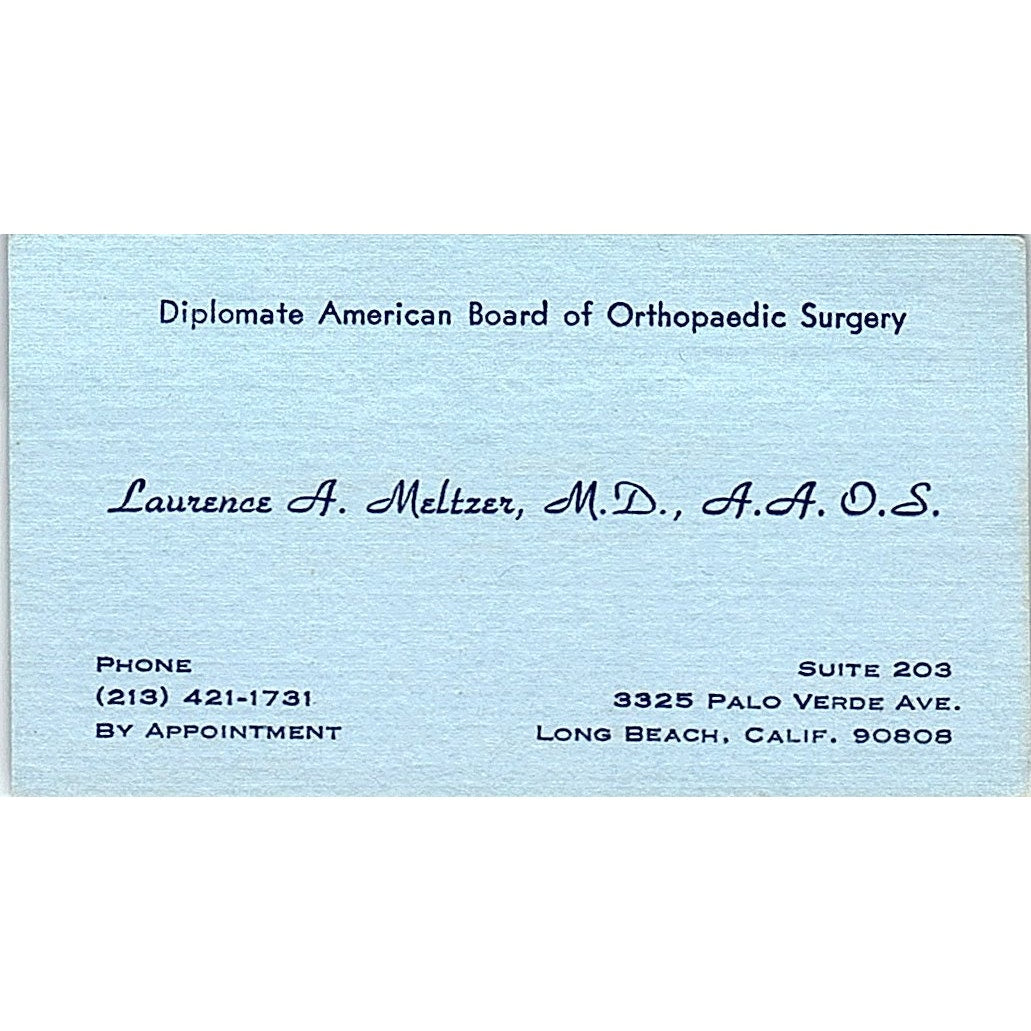 Diplomate American Board of Orthopaedic Surgery
Laurence A. Meltzer, M.D., A.A.O.S.
PHONE
(213) 421-1731
BY APPOINTMENT
SUITE 203
3325 PALO VERDE AVE.
LONG BEACH, CALIF. 90808